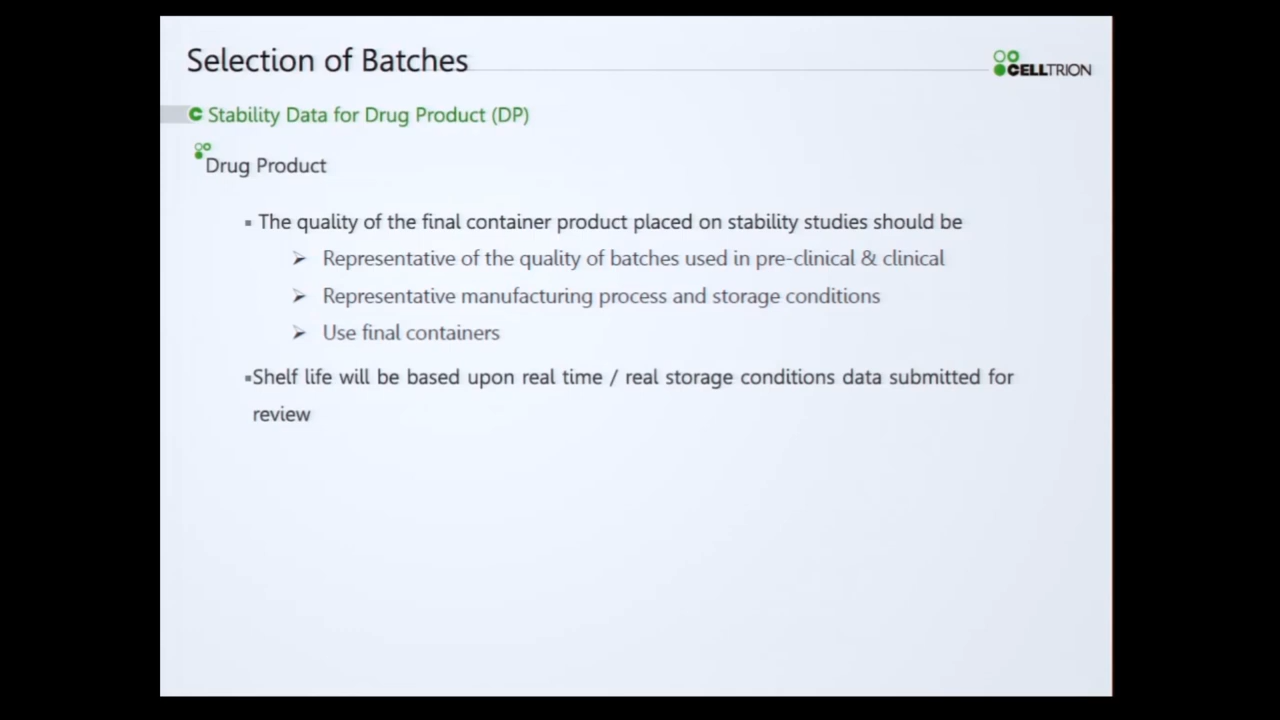 Selection of Batches
CELLTRION
Stability Data for Drug Product (DP)
Drug Product
▪ The quality of the final container product placed on stability studies should be
➢ Representative of the quality of batches used in pre-clinical & clinical
➢ Representative manufacturing process and storage conditions
➢ Use final containers
▪Shelf life will be based upon real time / real storage conditions data submitted for
review